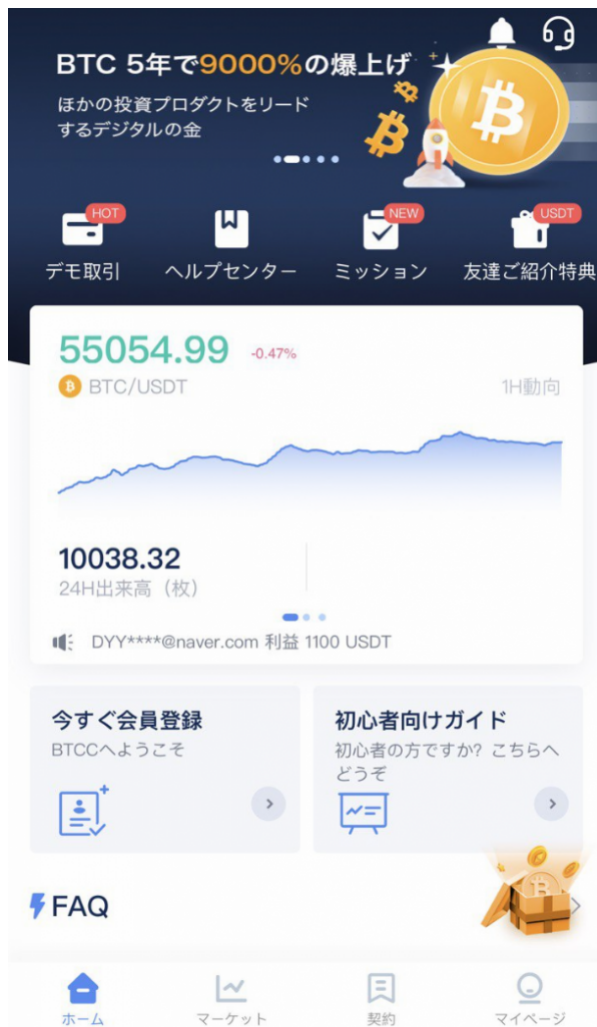 BTC 5年で9000%の爆上げ
ほかの投資プロダクトをリード
するデジタルの金
HOT
NEW
USDT
デモ取引
ヘルプセンター
ミッション
友達ご紹介特典
55054.99 -0.47%
BTC/USDT
1H動向
10038.32
24H出来高（枚）
DYY****@naver.com 利益 1100 USDT
今すぐ会員登録
BTCCへようこそ
初心者向けガイド
初心者の方ですか？こちらへ
どうぞ
FAQ
ホーム
マーケット
契約
マイページ